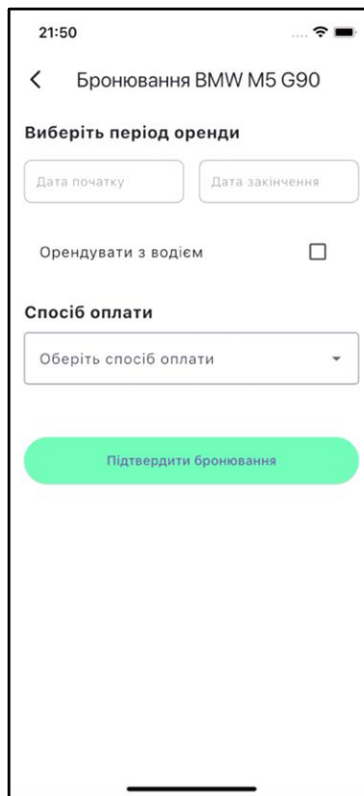 21:50
Бронювання BMW M5 G90
Виберіть період оренди
Дата початку Дата закінчення
Орендувати з водієм
Спосіб оплати
Оберіть спосіб оплати
Підтвердити бронювання